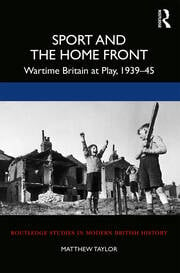 Routledge
SPORT AND
THE HOME FRONT
Wartime Britain at Play, 1939–45
ROUTLEDGE STUDIES IN MODERN BRITISH HISTORY
MATTHEW TAYLOR